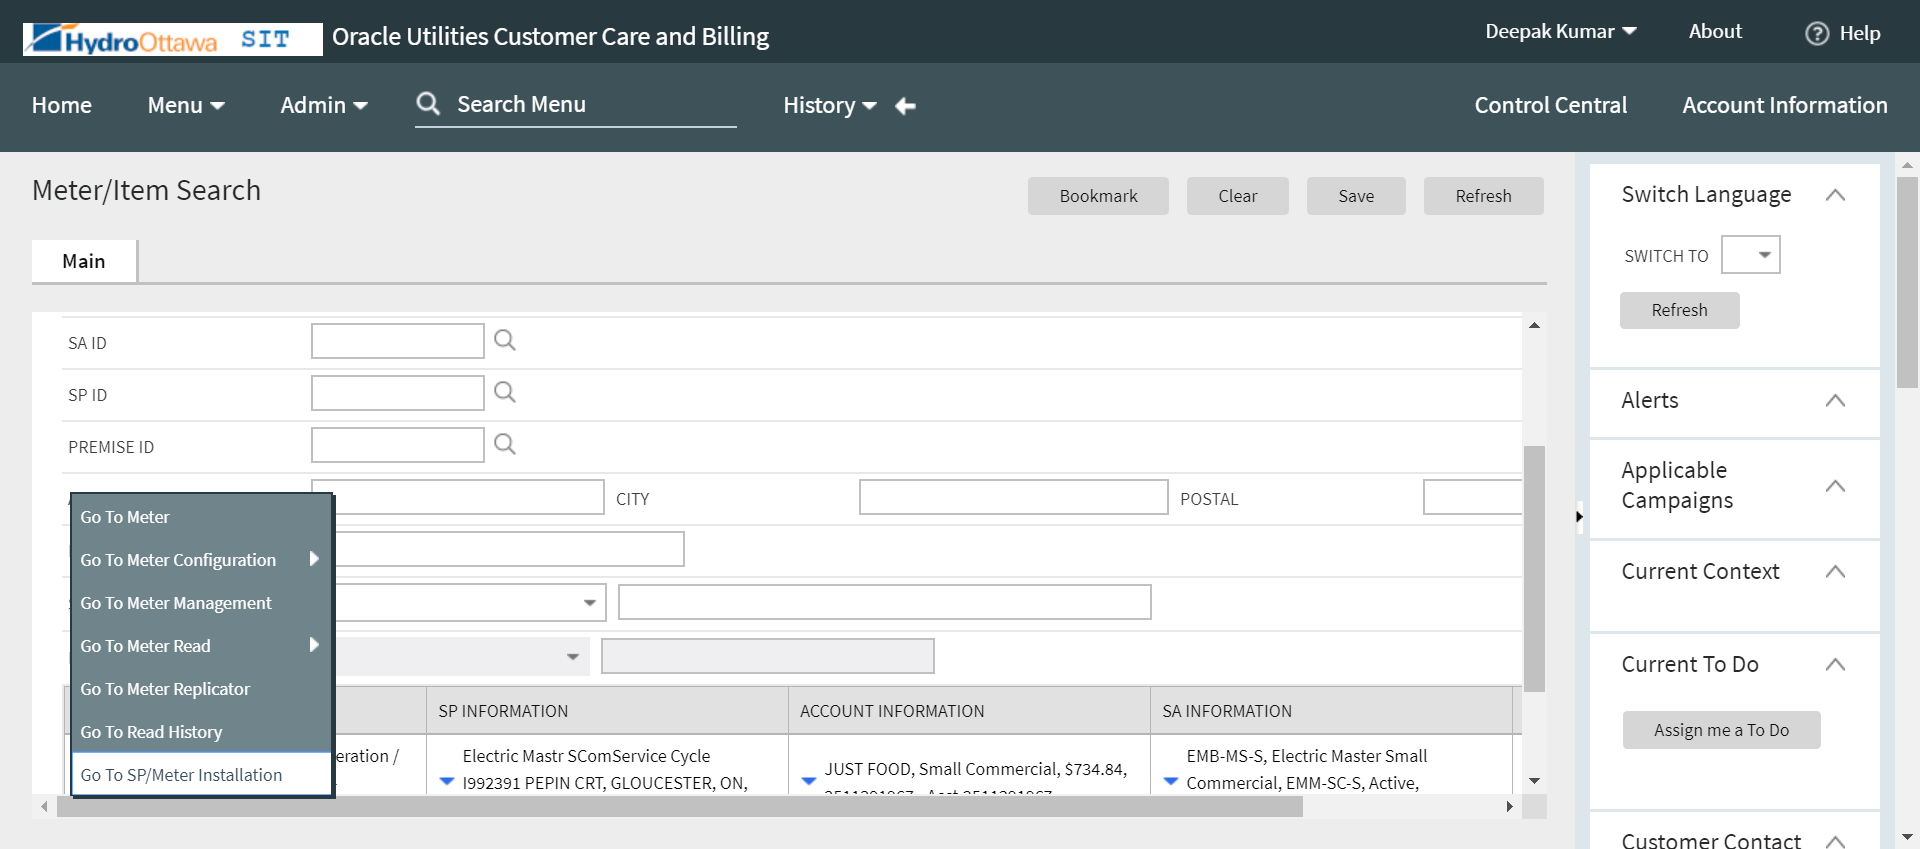 HydroOttawa SIT Oracle Utilities Customer Care and Billing
Deepak Kumar About Help
Home Menu Admin Search Menu History Control Central Account Information
Meter/Item Search
Bookmark Clear Save Refresh
Main
SA ID
SP ID
PREMISE ID
CITY POSTAL
Go To Meter
Go To Meter Configuration
Go To Meter Management
Go To Meter Read
Go To Meter Replicator
Go To Read History
Go To SP/Meter Installation
SP INFORMATION ACCOUNT INFORMATION SA INFORMATION
eration /
Electric Mastr SComService Cycle
I992391 PEPIN CRT, GLOUCESTER, ON,
JUST FOOD, Small Commercial, $734.84,
EMB-MS-S, Electric Master Small
Commercial, EMM-SC-S, Active,
Switch Language
SWITCH TO
Refresh
Alerts
Applicable
Campaigns
Current Context
Current To Do
Assign me a To Do
Customer Contact